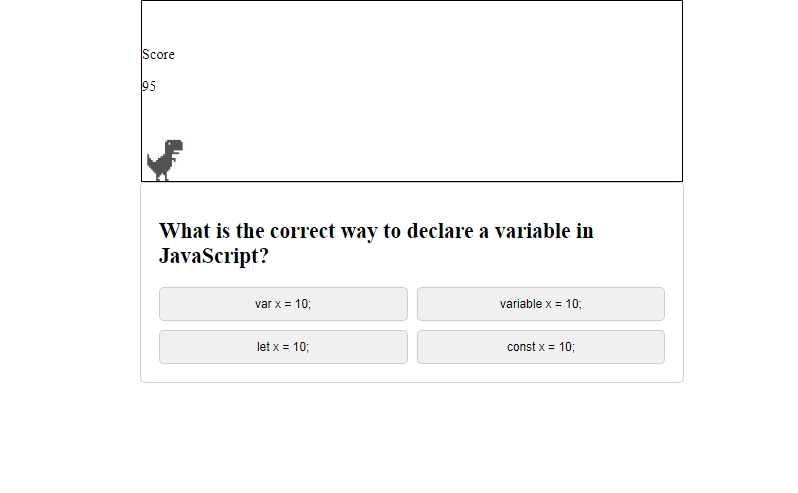 Score
95
What is the correct way to declare a variable in
JavaScript?
var x = 10;
variable x = 10;
let x = 10;
const x = 10;